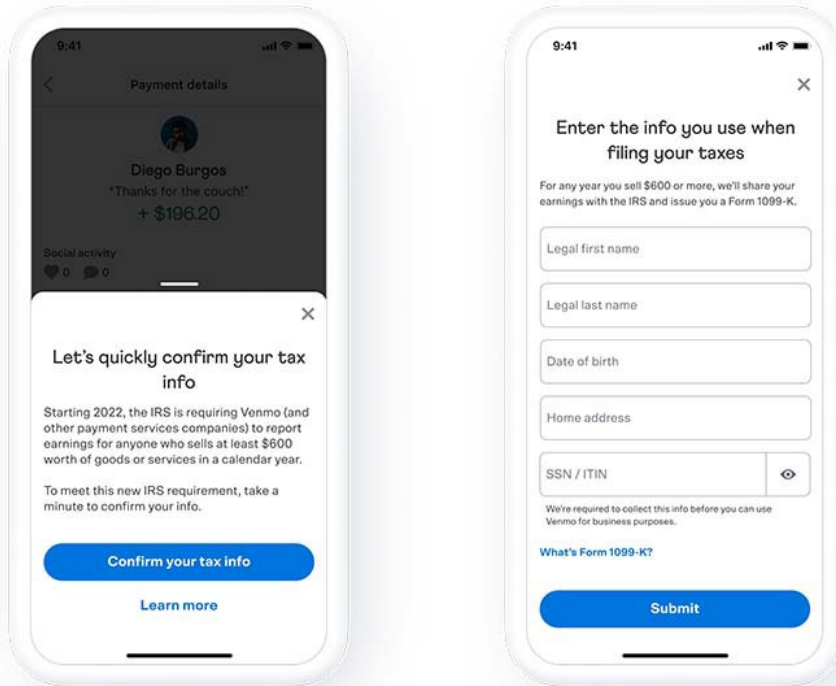 9:41
Payment details
Diego Burgos
"Thanks for the couch!"
+ $196.20
Social activity
0 0
Let's quickly confirm your tax
info
Starting 2022, the IRS is requiring Venmo (and
other payment services companies) to report
earnings for anyone who sells at least $600
worth of goods or services in a calendar year.
To meet this new IRS requirement, take a
minute to confirm your info.
Confirm your tax info
Learn more
9:41
Enter the info you use when
filing your taxes
For any year you sell $600 or more, we'll share your
earnings with the IRS and issue you a Form 1099-K.
Legal first name
Legal last name
Date of birth
Home address
SSN / ITIN
We're required to collect this info before you can use
Venmo for business purposes.
What's Form 1099-K?
Submit